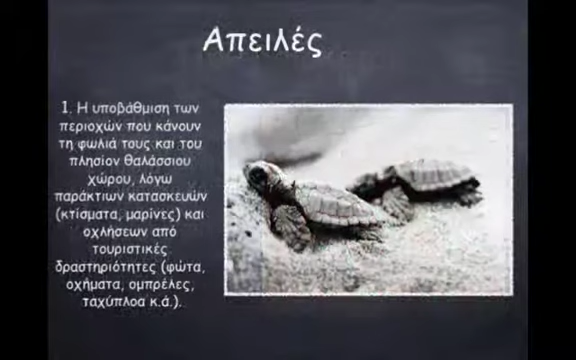 Απειλές
1. Η υποβάθμιση των
περιοχών που κάνουν
τη φωλιά τους και του
πλησίον θαλάσσιου
χώρου, λόγω
παράκτιων κατασκευών
(κτίσματα, μαρίνες) και
οχλήσεων από
τουριστικές
δραστηριότητες (φώτα,
οχήματα, ομπρέλες,
ταχύπλοα κ.ά.).